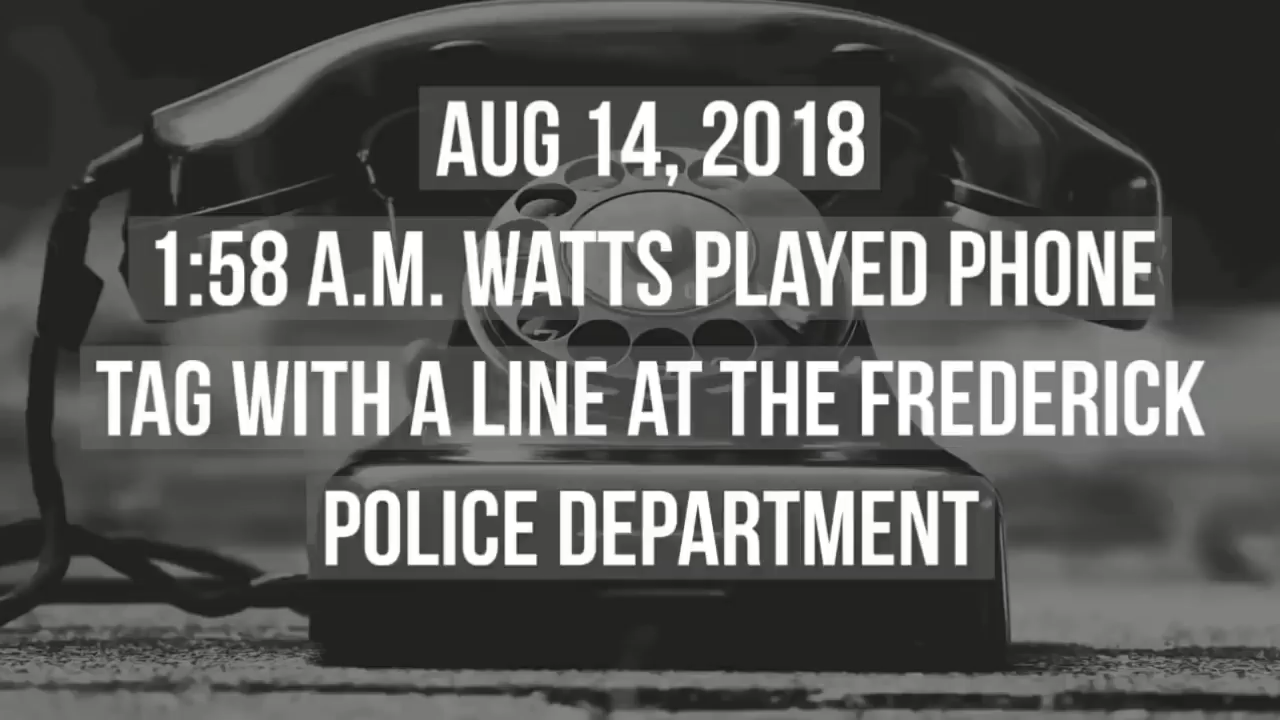 AUG 14, 2018
1:58 A.M. WATTS PLAYED PHONE
TAG WITH A LINE AT THE FREDERICK
POLICE DEPARTMENT